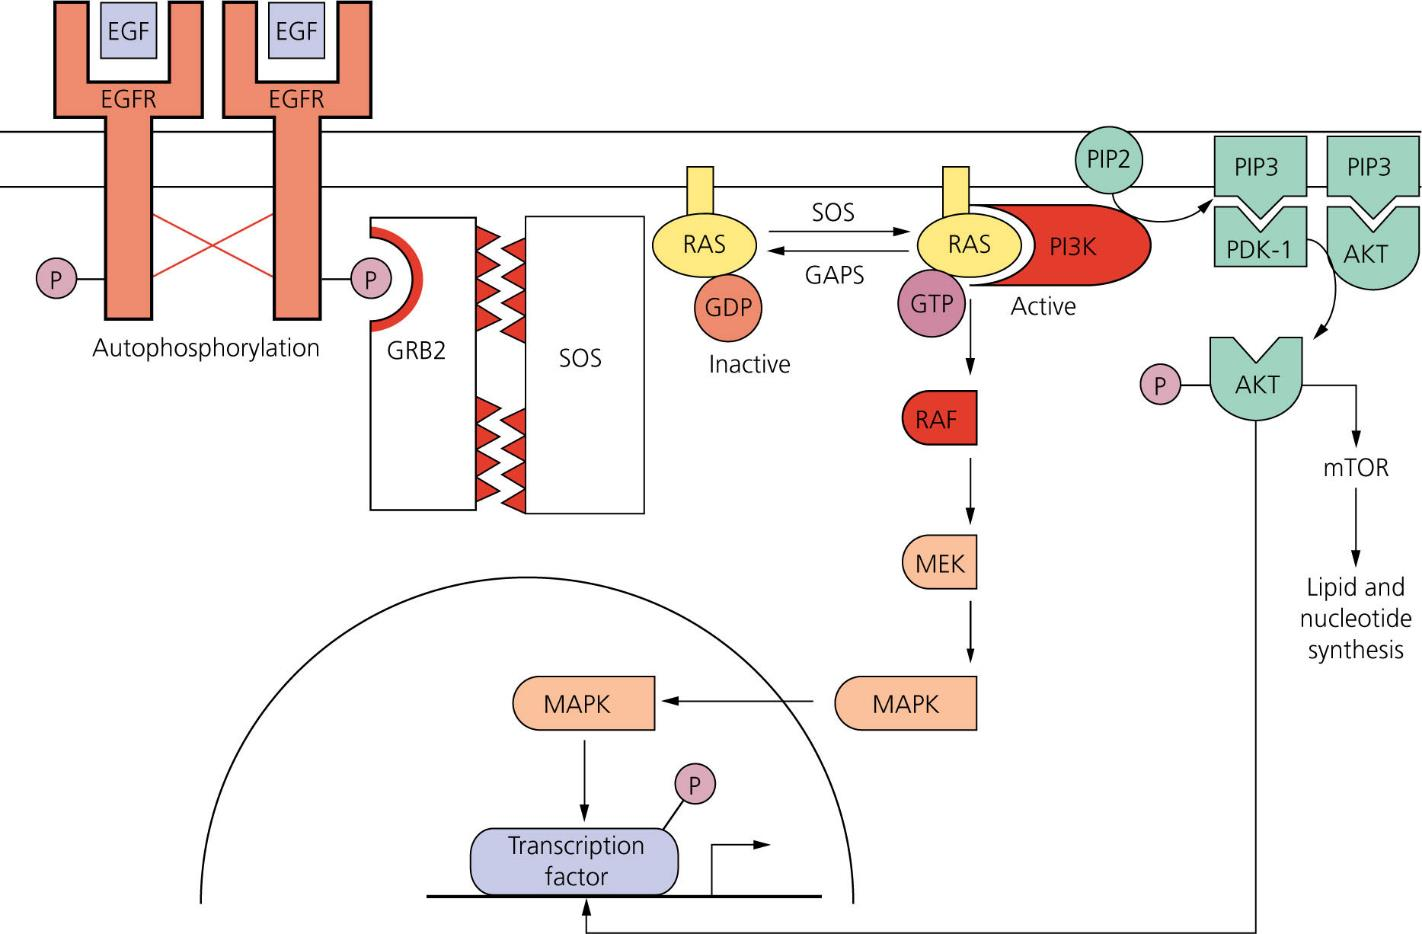 EGF
EGF
EGFR
EGFR
PIP2
PIP3
PIP3
SOS
RAS
RAS
PI3K
PDK-1
AKT
GAPS
P
P
GDP
GTP
Active
Autophosphorylation
GRB2
SOS
Inactive
P
AKT
RAF
mTOR
MEK
Lipid and
nucleotide
synthesis
MAPK
MAPK
P
Transcription
factor